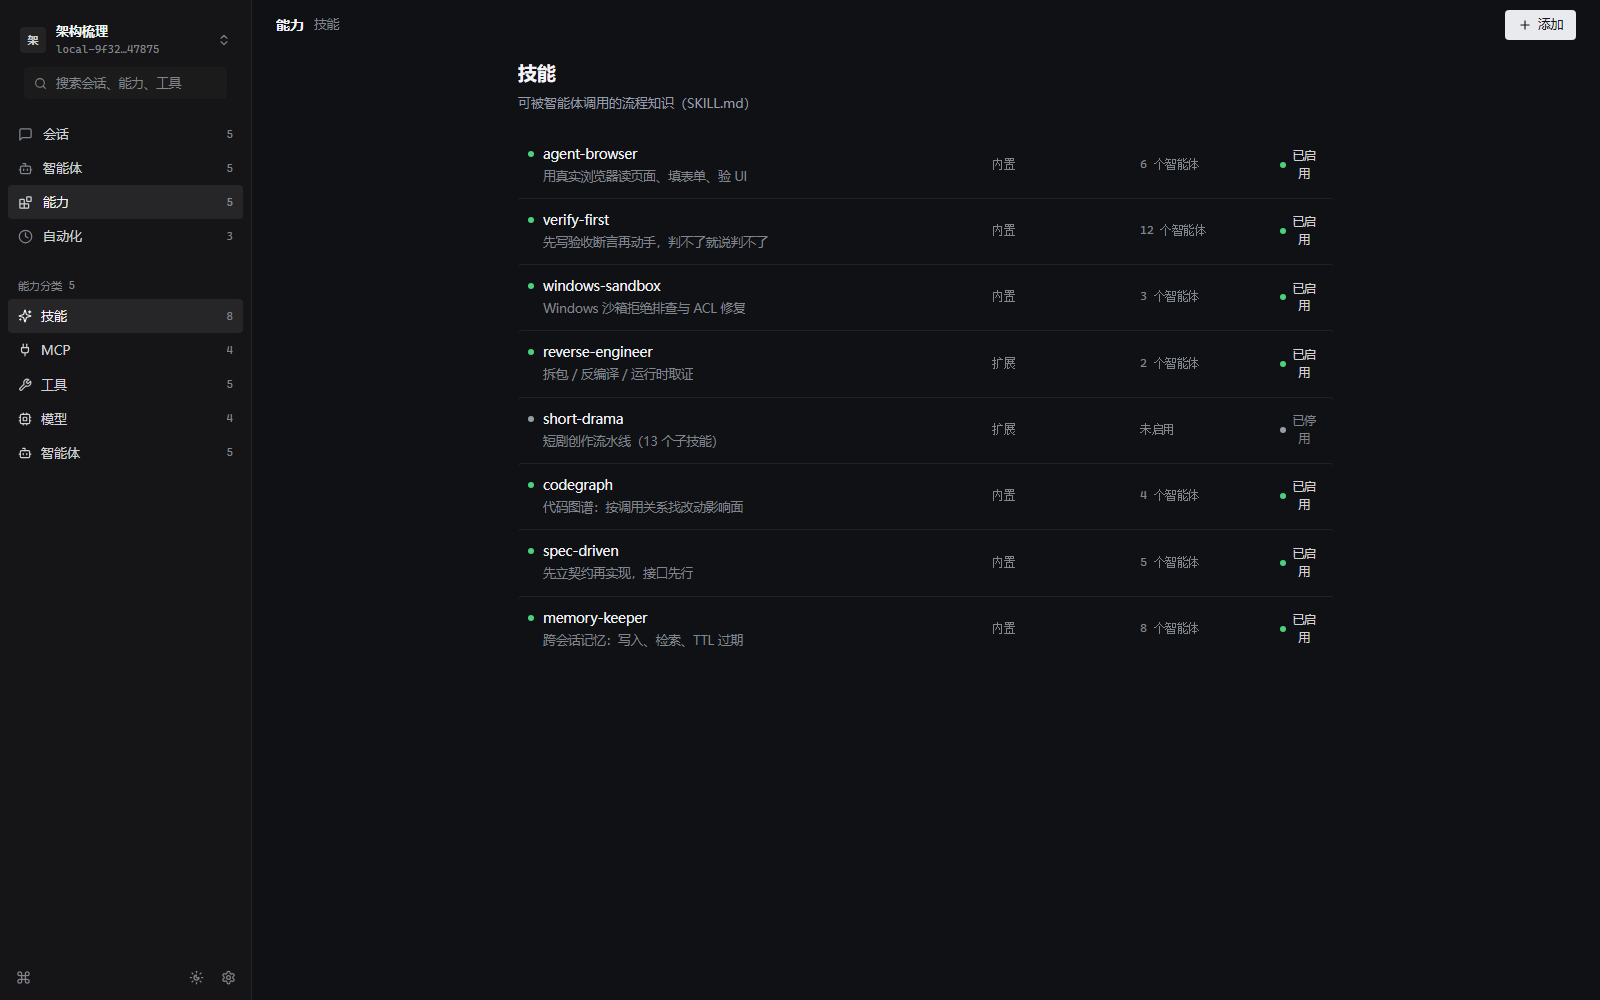 架
架构梳理
local-9f32…47875
搜索会话、能力、工具
会话 5
智能体 5
能力 5
自动化 3
能力分类 5
技能 8
MCP 4
工具 5
模型 4
智能体 5
能力 技能
添加
技能
可被智能体调用的流程知识（SKILL.md）
agent-browser
用真实浏览器读页面、填表单、验 UI
内置
6 个智能体
已启
用
verify-first
先写验收断言再动手，判不了就说判不了
内置
12 个智能体
已启
用
windows-sandbox
Windows 沙箱拒绝排查与 ACL 修复
内置
3 个智能体
已启
用
reverse-engineer
拆包 / 反编译 / 运行时取证
扩展
2 个智能体
已启
用
short-drama
短剧创作流水线（13 个子技能）
扩展
未启用
已停
用
codegraph
代码图谱：按调用关系找改动影响面
内置
4 个智能体
已启
用
spec-driven
先立契约再实现，接口先行
内置
5 个智能体
已启
用
memory-keeper
跨会话记忆：写入、检索、TTL 过期
内置
8 个智能体
已启
用